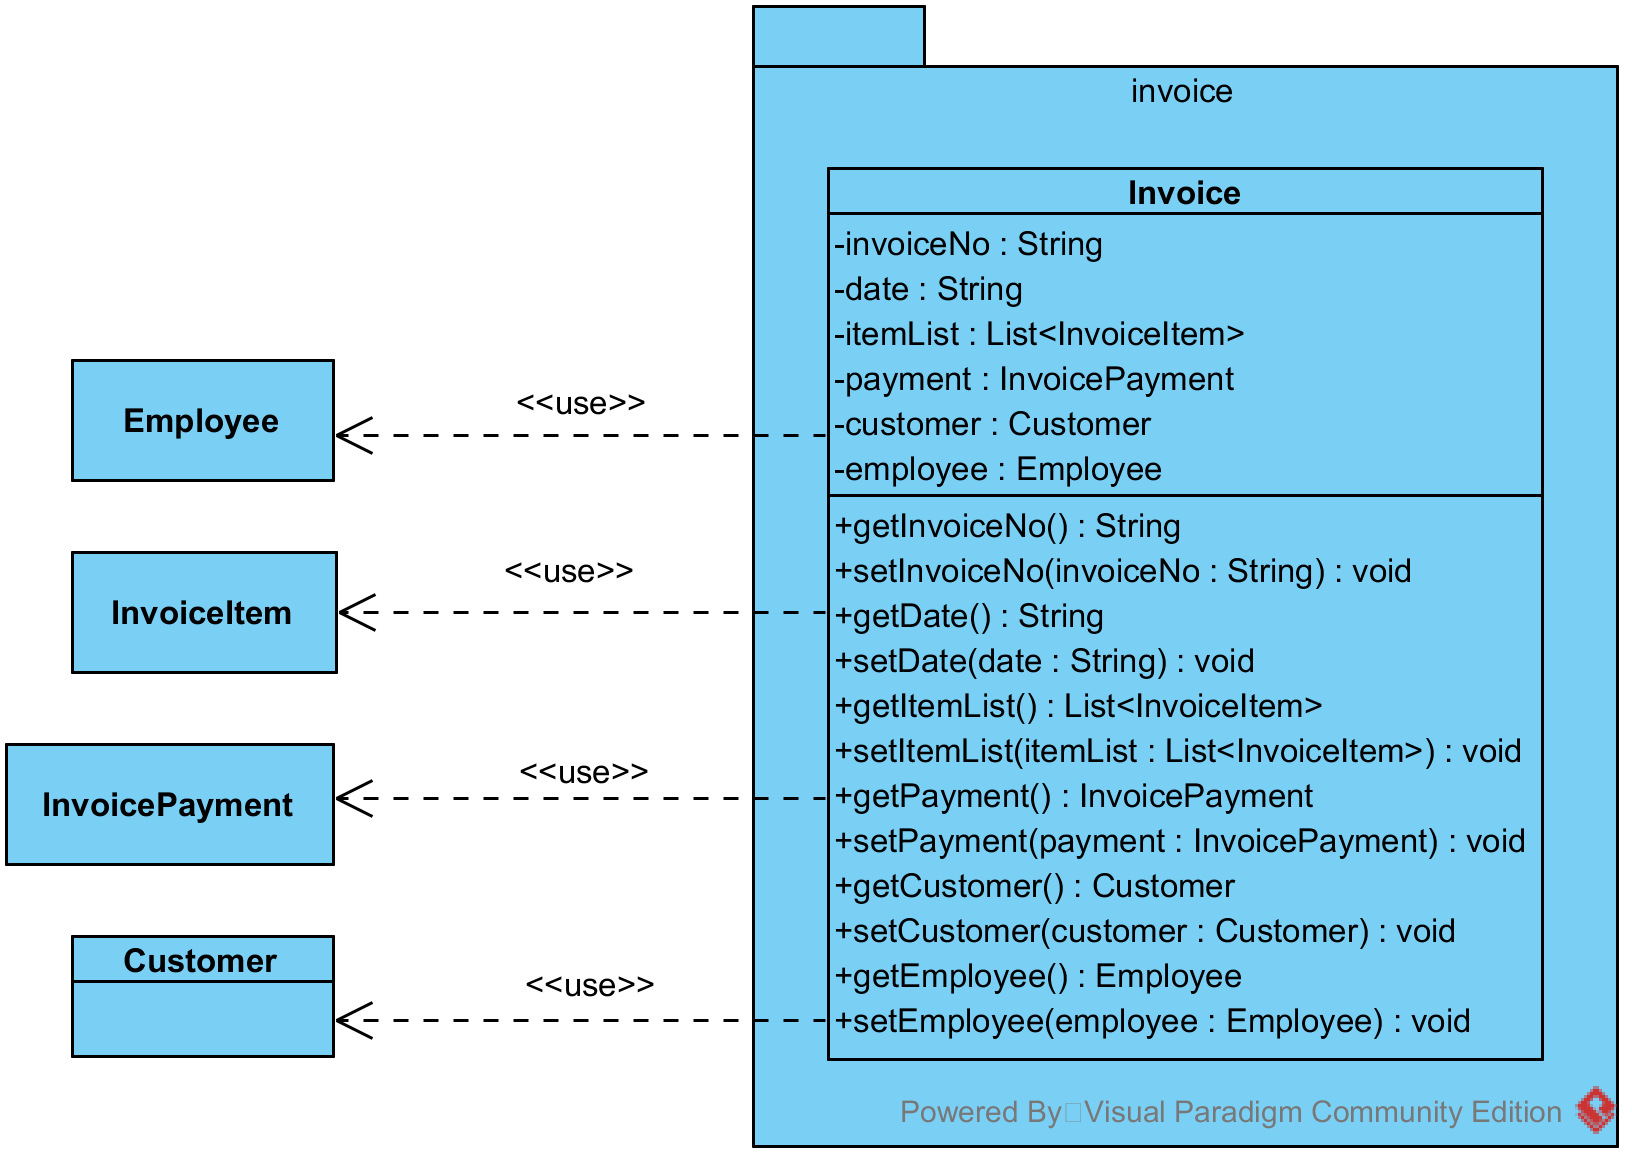 invoice
Invoice
-invoiceNo : String
-date : String
-itemList : List<InvoiceItem>
-payment : InvoicePayment
-customer : Customer
-employee : Employee
+getInvoiceNo() : String
+setInvoiceNo(invoiceNo : String) : void
+getDate() : String
+setDate(date : String) : void
+getItemList() : List<InvoiceItem>
+setItemList(itemList : List<InvoiceItem>) : void
+getPayment() : InvoicePayment
+setPayment(payment : InvoicePayment) : void
+getCustomer() : Customer
+setCustomer(customer : Customer) : void
+getEmployee() : Employee
+setEmployee(employee : Employee) : void
Employee
<<use>>
InvoiceItem
<<use>>
InvoicePayment
<<use>>
Customer
<<use>>
Powered By Visual Paradigm Community Edition